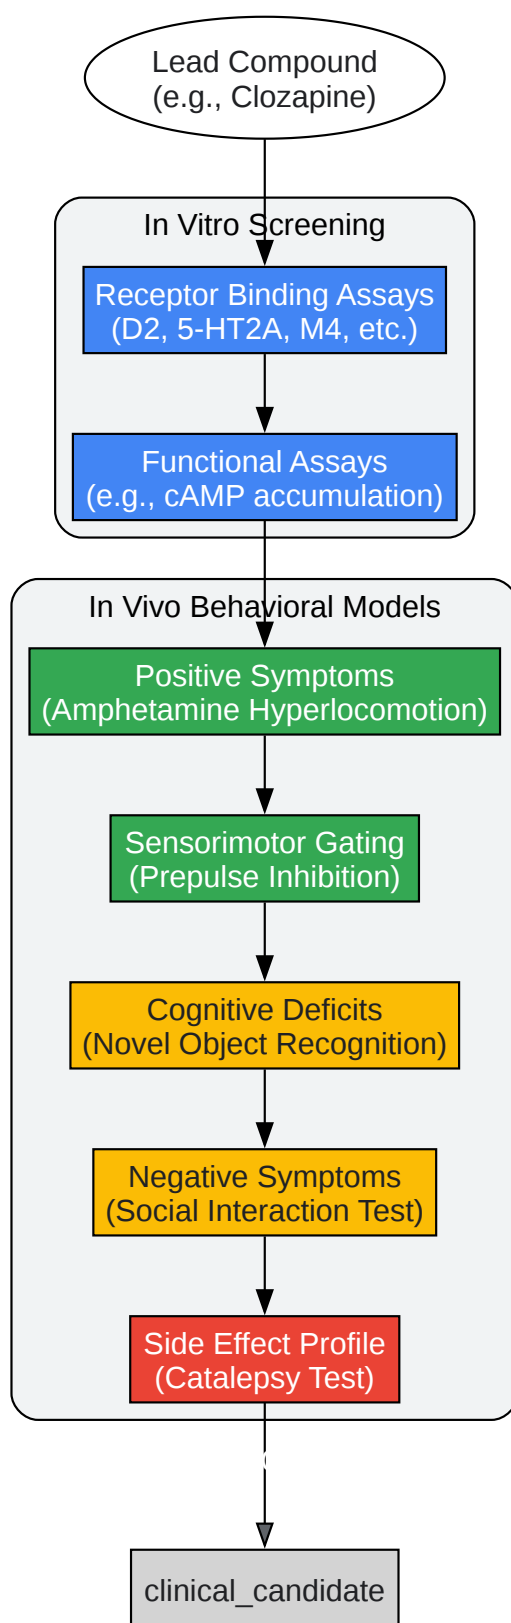 Lead Compound
(e.g., Clozapine)
In Vitro Screening
Receptor Binding Assays
(D2, 5-HT2A, M4, etc.)
Functional Assays
(e.g., cAMP accumulation)
In Vivo Behavioral Models
Positive Symptoms
(Amphetamine Hyperlocomotion)
Sensorimotor Gating
(Prepulse Inhibition)
Cognitive Deficits
(Novel Object Recognition)
Negative Symptoms
(Social Interaction Test)
Side Effect Profile
(Catalepsy Test)
clinical_candidate